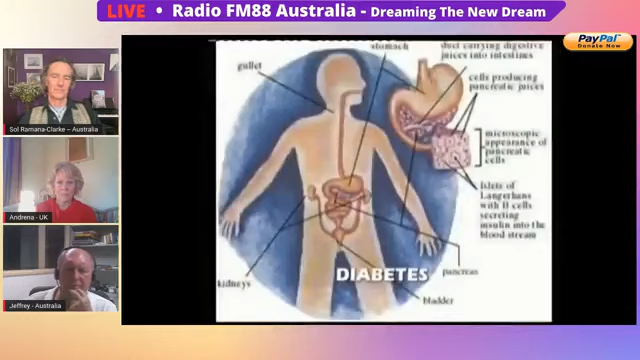 LIVE • Radio FM88 Australia - Dreaming The New Dream
PayPal
Donate Now
Sol Ramana-Clarke – Australia
Andrena - UK
Jeffrey - Australia
stomach
gullet
duct carrying digestive
juices into intestines
cells producing
pancreatic juices
microscopic
appearance of
pancreatic
cells
islets of
Langerhans
with B cells
secreting
insulin into the
blood stream
DIABETES
pancreas
kidneys
bladder